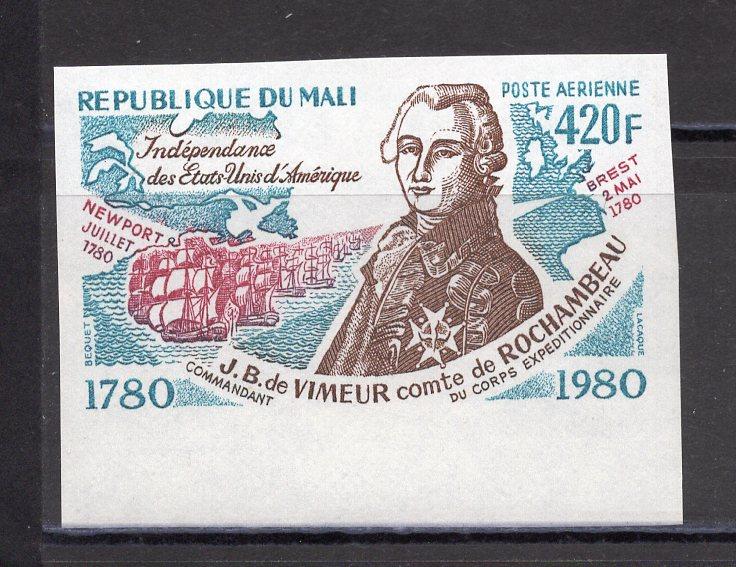 REPUBLIQUE DU MALI
POSTE AERIENNE
420F
Indépendance
des Etats Unis d'Amérique
NEWPORT
JUILLET
1780
BREST
2 MAI
1780
BEQUET
LACAQUE
1780
J.B. de VIMEUR comte de ROCHAMBEAU
COMMANDANT DU CORPS EXPEDITIONNAIRE
1980